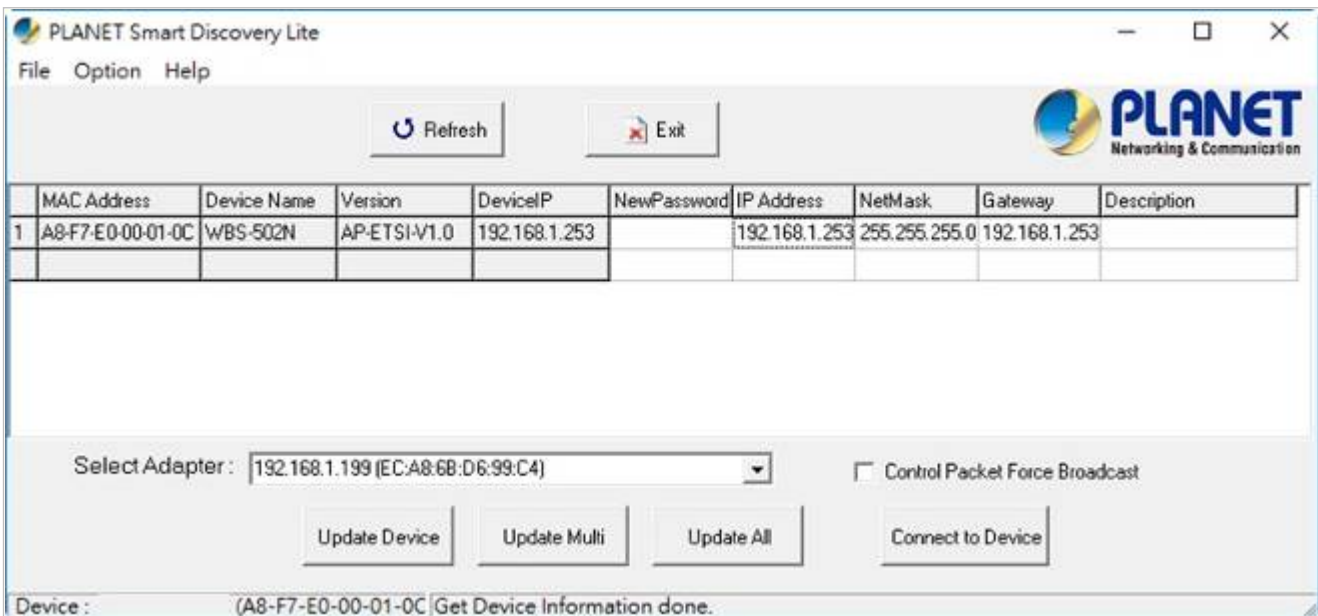 PLANET Smart Discovery Lite
File Option Help
Refresh Exit
PLANET
Networking & Communication
MAC Address Device Name Version DeviceIP NewPassword IP Address NetMask Gateway Description
1 A8-F7-E0-00-01-0C WBS-502N AP-ETSI-V1.0 192.168.1.253 192.168.1.253 255.255.255.0 192.168.1.253
Select Adapter : 192.168.1.199 (EC:A8:6B:D6:99:C4) Control Packet Force Broadcast
Update Device Update Multi Update All Connect to Device
Device : (A8-F7-E0-00-01-0C Get Device Information done.